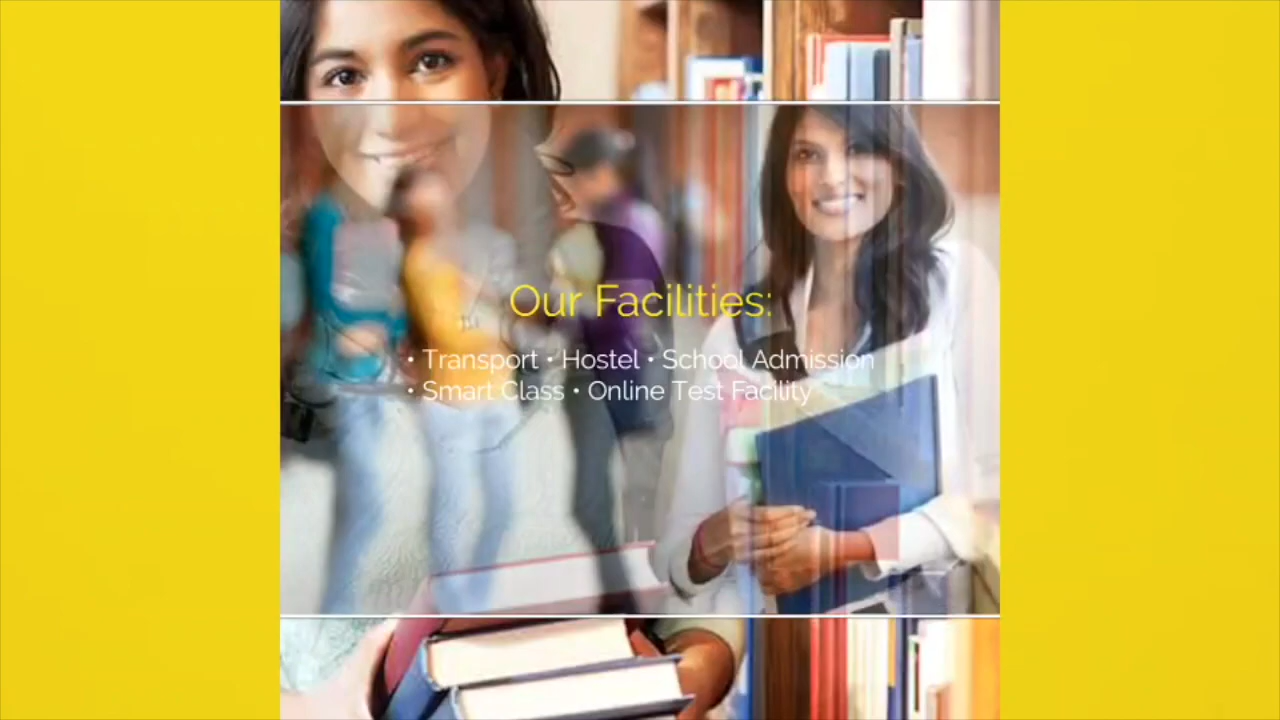 Our Facilities:
• Transport • Hostel • School Admission
• Smart Class • Online Test Facility